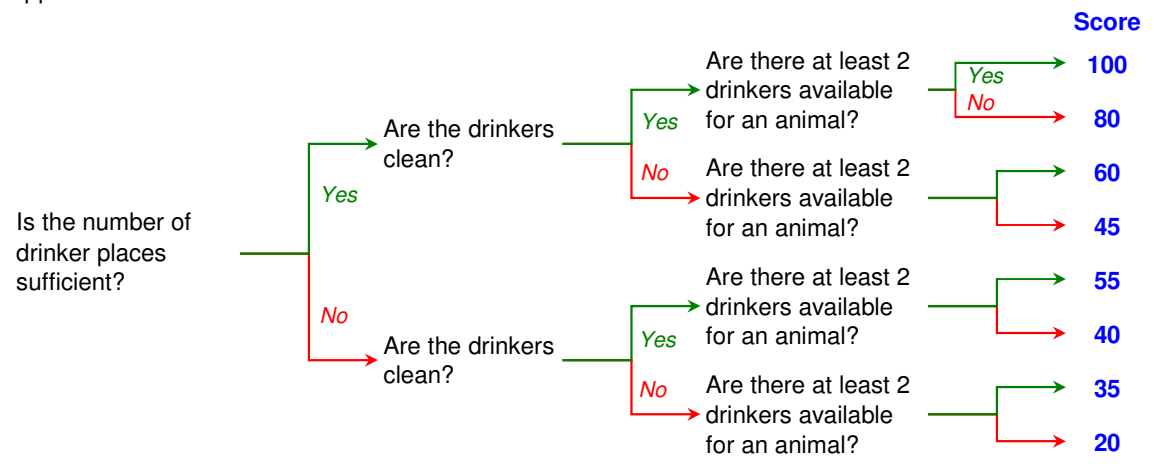 Score
Are there at least 2
drinkers available
for an animal?
Yes
No
100
80
Are the drinkers
clean?
Yes
No
Are there at least 2
drinkers available
for an animal?
60
45
Is the number of
drinker places
sufficient?
Yes
No
Are there at least 2
drinkers available
for an animal?
55
40
Are the drinkers
clean?
Yes
No
Are there at least 2
drinkers available
for an animal?
35
20